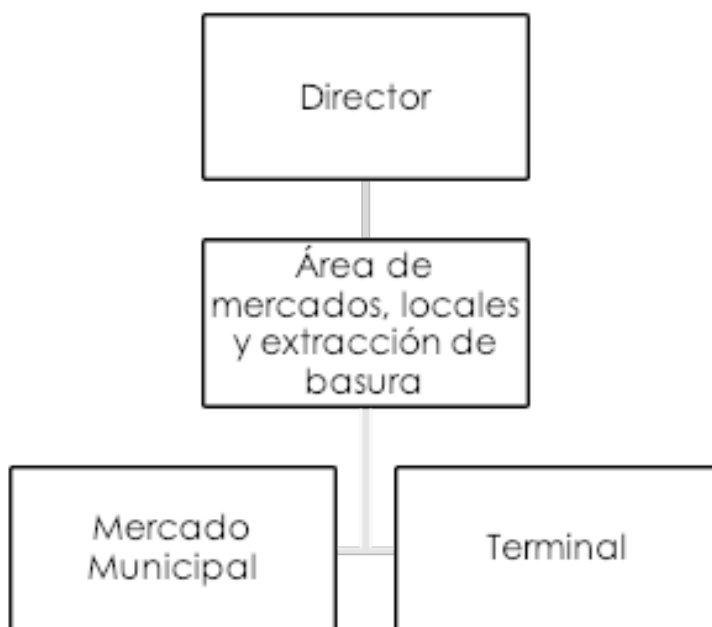 Director
Área de
mercados, locales
y extracción de
basura
Mercado
Municipal
Terminal